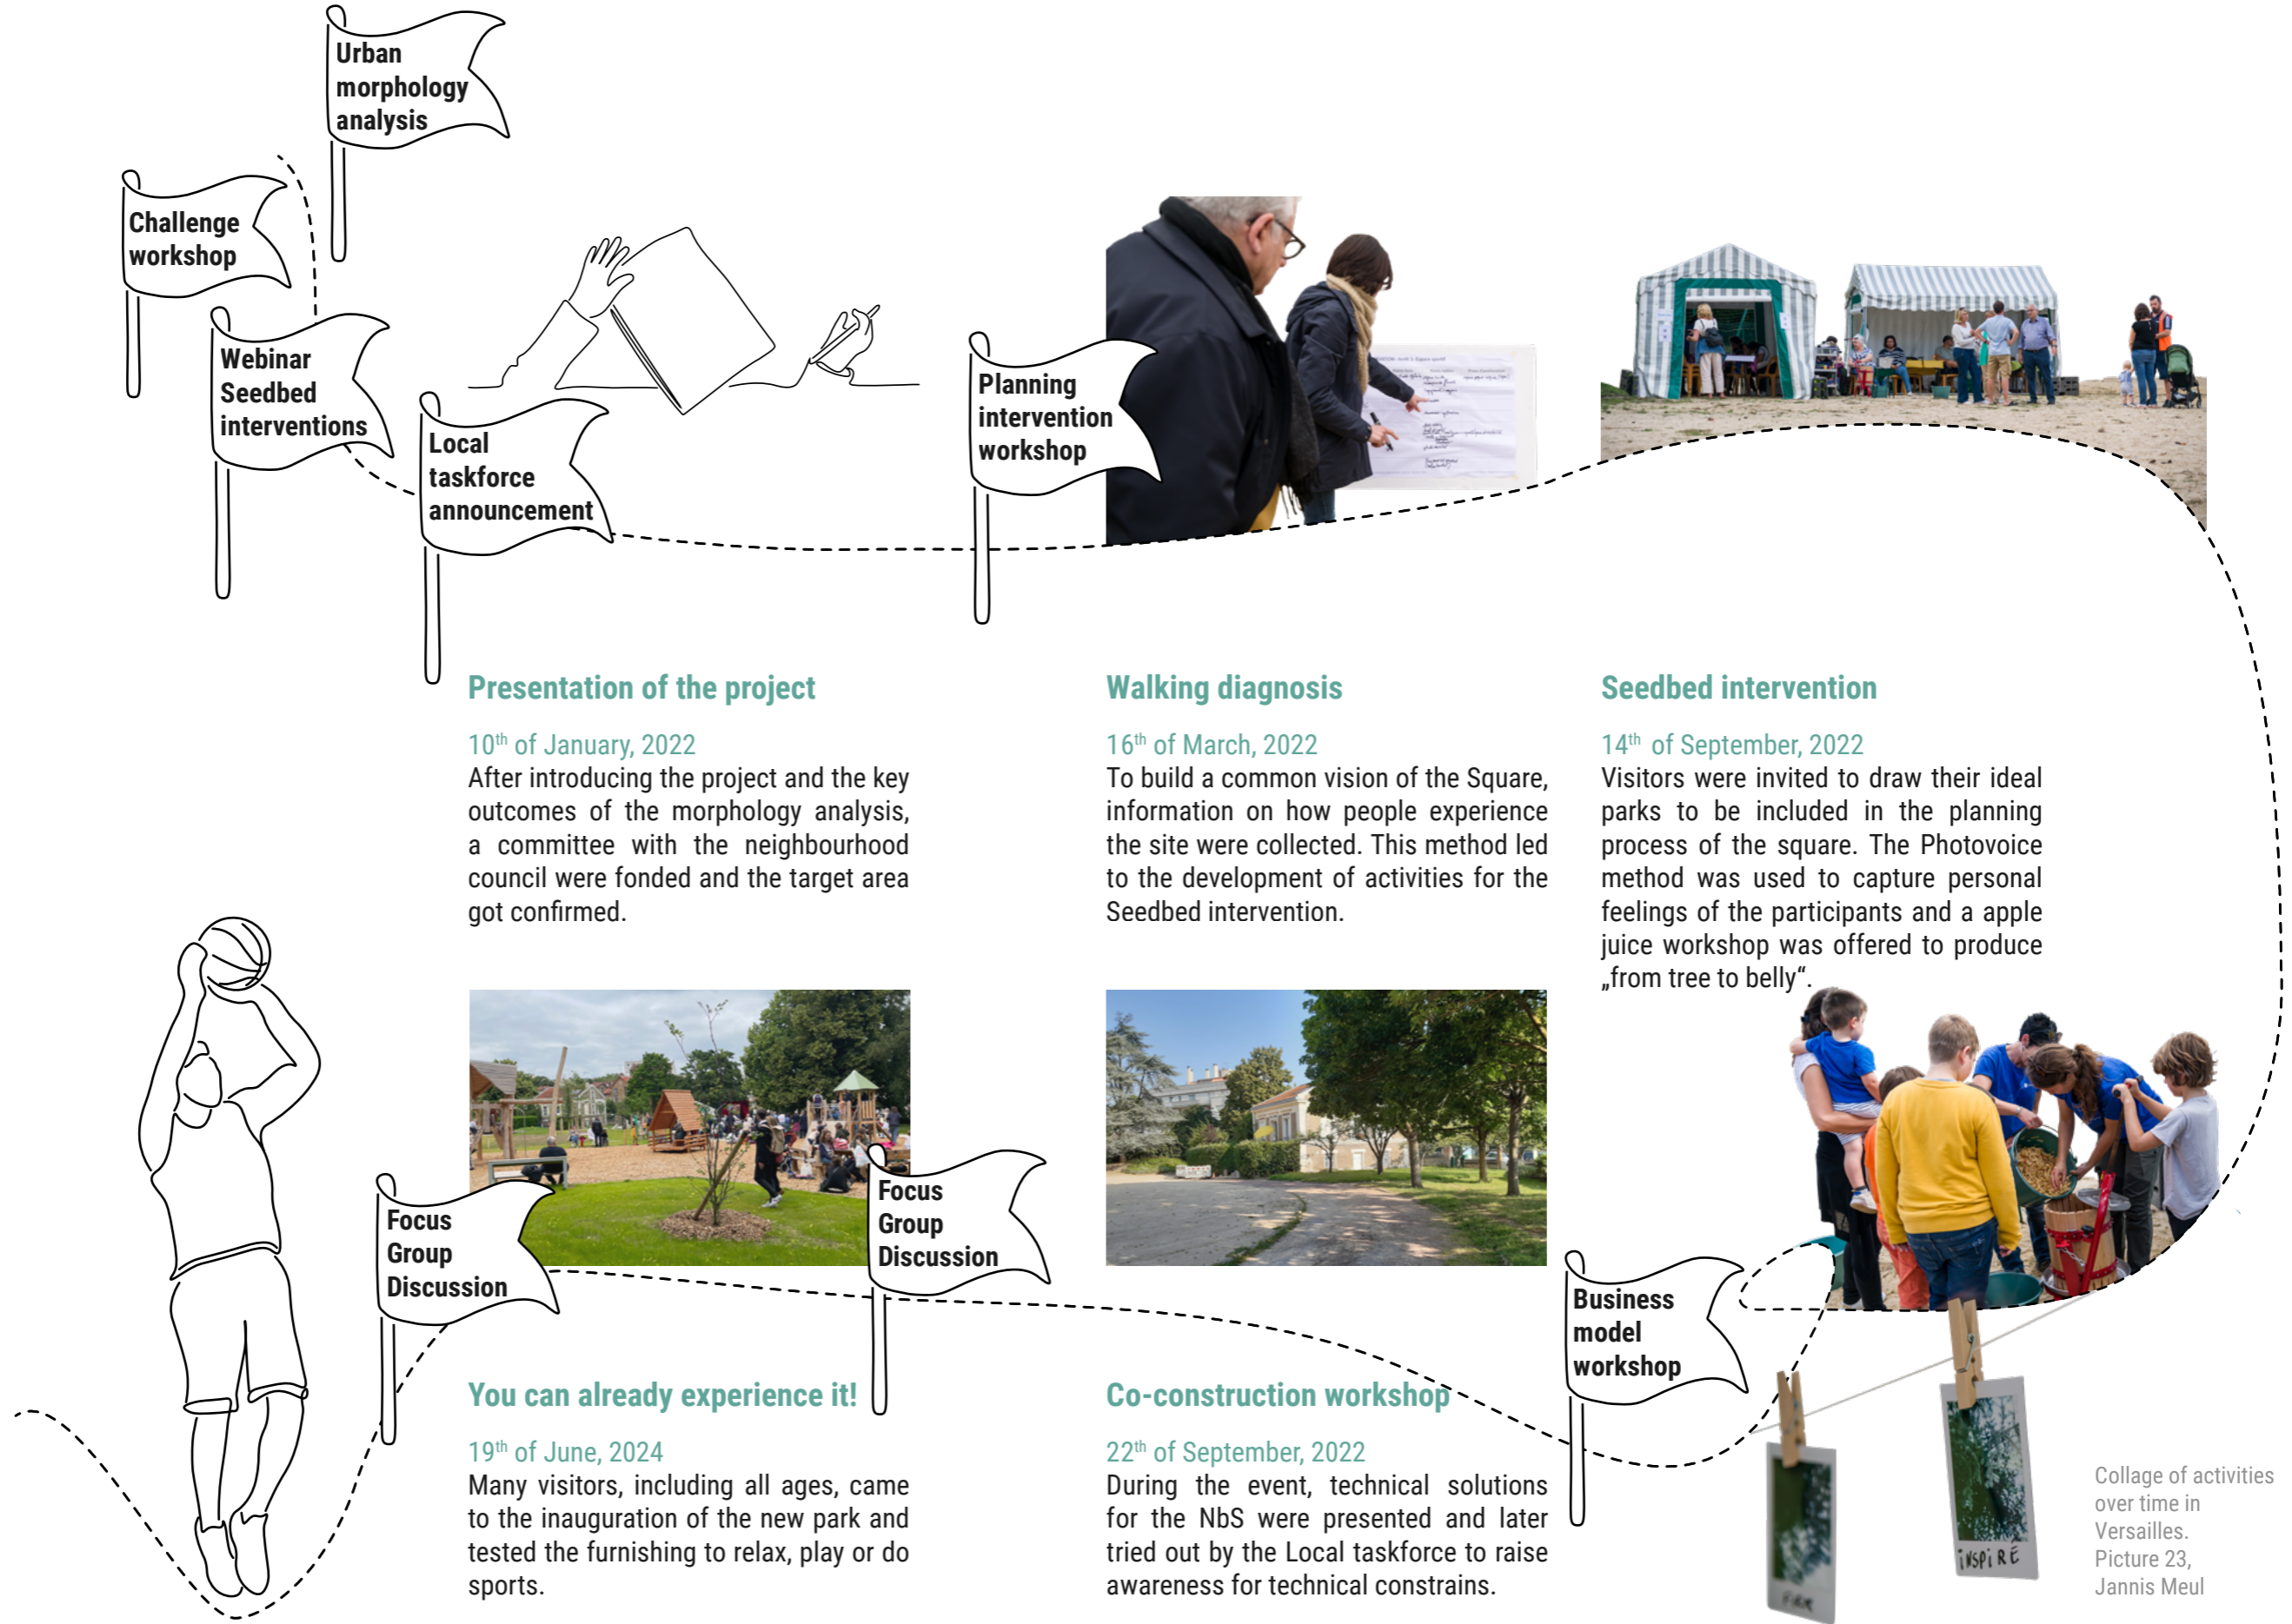 Urban
morphology
analysis
Challenge
workshop
Webinar
Seedbed
interventions
Local
taskforce
announcement
Planning
intervention
workshop
Presentation of the project
10th of January, 2022
After introducing the project and the key
outcomes of the morphology analysis,
a committee with the neighbourhood
council were fonded and the target area
got confirmed.
Walking diagnosis
16th of March, 2022
To build a common vision of the Square,
information on how people experience
the site were collected. This method led
to the development of activities for the
Seedbed intervention.
Seedbed intervention
14th of September, 2022
Visitors were invited to draw their ideal
parks to be included in the planning
process of the square. The Photovoice
method was used to capture personal
feelings of the participants and a apple
juice workshop was offered to produce
„from tree to belly“.
Business
model
workshop
Focus
Group
Discussion
Focus
Group
Discussion
Co-construction workshop
22th of September, 2022
During the event, technical solutions
for the NbS were presented and later
tried out by the Local taskforce to raise
awareness for technical constrains.
You can already experience it!
19th of June, 2024
Many visitors, including all ages, came
to the inauguration of the new park and
tested the furnishing to relax, play or do
sports.
iNSPiRE
Collage of activities
over time in
Versailles.
Picture 23,
Jannis Meul